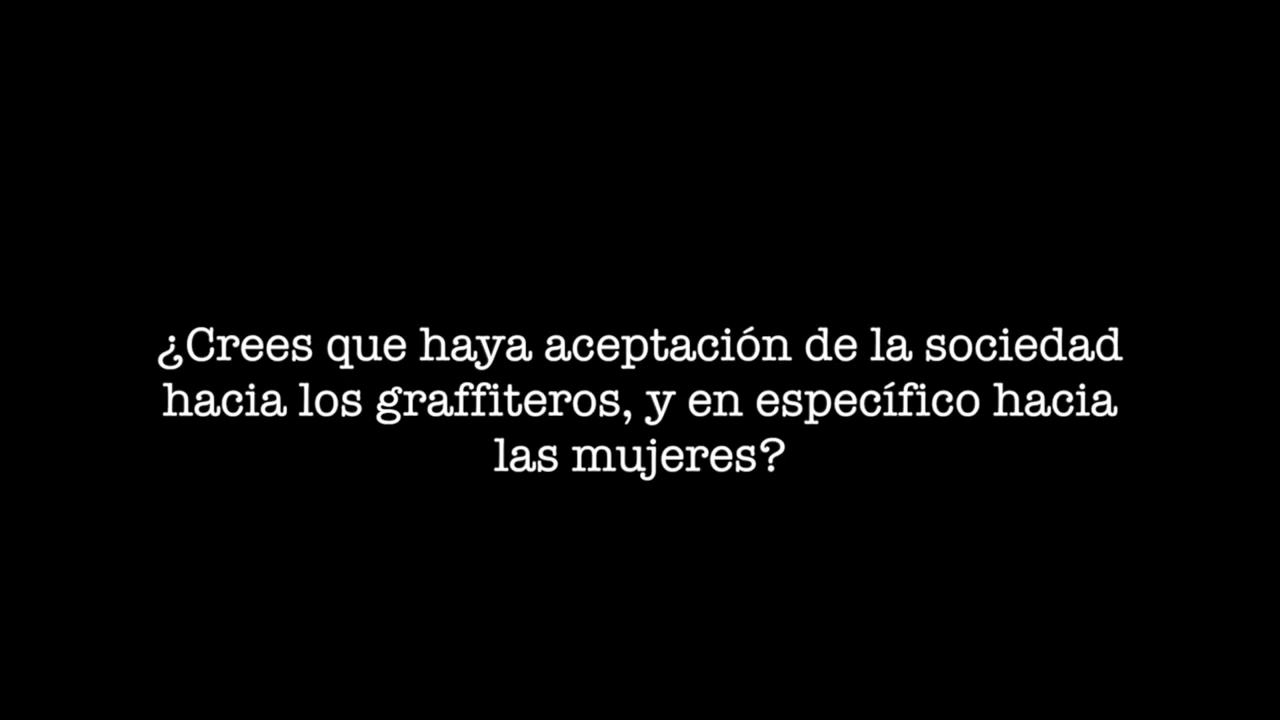 ¿Crees que haya aceptación de la sociedad
hacia los graffiteros, y en específico hacia
las mujeres?